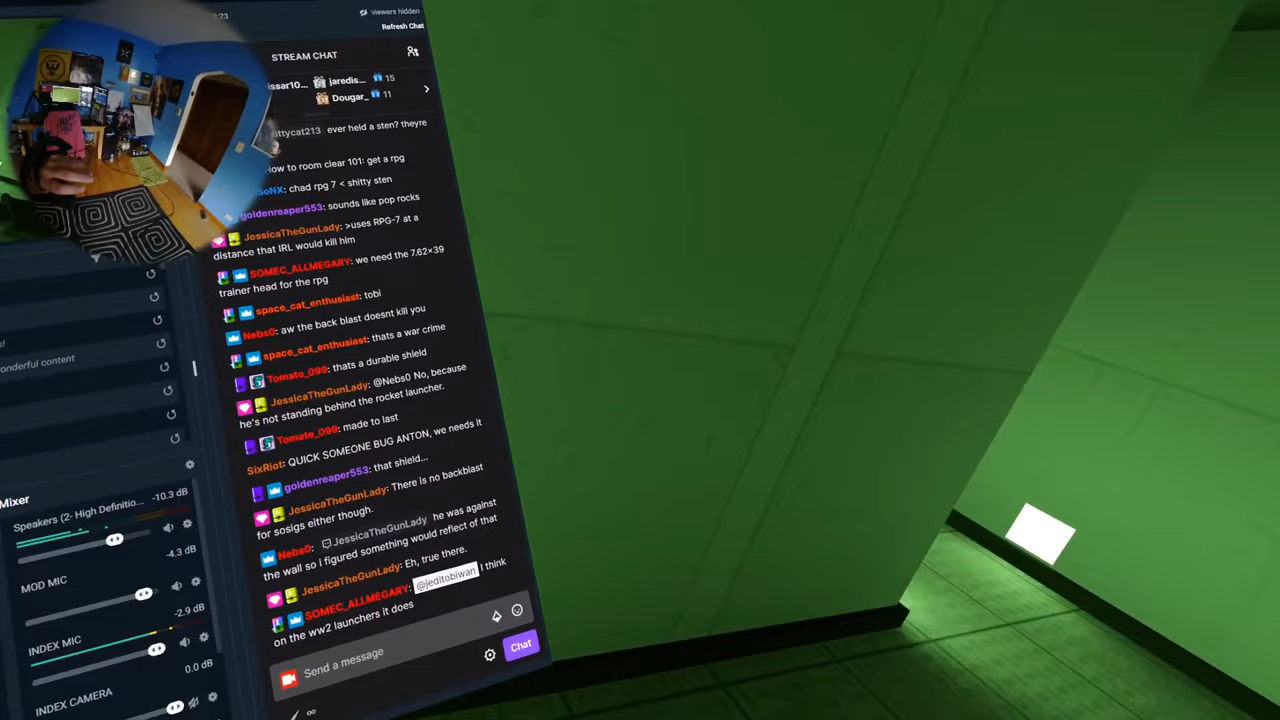 :23
viewers hidden
Refresh Chat
STREAM CHAT
issar10... jaredis... 15
Dougar_ 11
ittycat213 ever held a sten? theyre
How to room clear 101: get a rpg
SoNX: chad rpg 7 < shitty sten
goldenreaper553: sounds like pop rocks
JessicaTheGunLady: >uses RPG-7 at a
distance that IRL would kill him
SOMEC_ALLMEGARY: we need the 7.62x39
trainer head for the rpg
space_cat_enthusiast: tobi
Nebs0: aw the back blast doesnt kill you
space_cat_enthusiast: thats a war crime
Tomate_099: thats a durable shield
JessicaTheGunLady: @Nebs0 No, because
he's not standing behind the rocket launcher.
Tomate_099: made to last
SixRiot: QUICK SOMEONE BUG ANTON, we needs it
goldenreaper553: that shield...
JessicaTheGunLady: There is no backblast
for sosigs either though.
Nebs0: JessicaTheGunLady he was against
the wall so i figured something would reflect of that
JessicaTheGunLady: Eh, true there.
SOMEC_ALLMEGARY: @jeditobiwan I think
on the ww2 launchers it does
Send a message
Chat
s!
onderful content
Mixer
Speakers (2- High Definitio... -10.3 dB
-4.3 dB
MOD MIC
-2.9 dB
INDEX MIC
0.0 dB
INDEX CAMERA